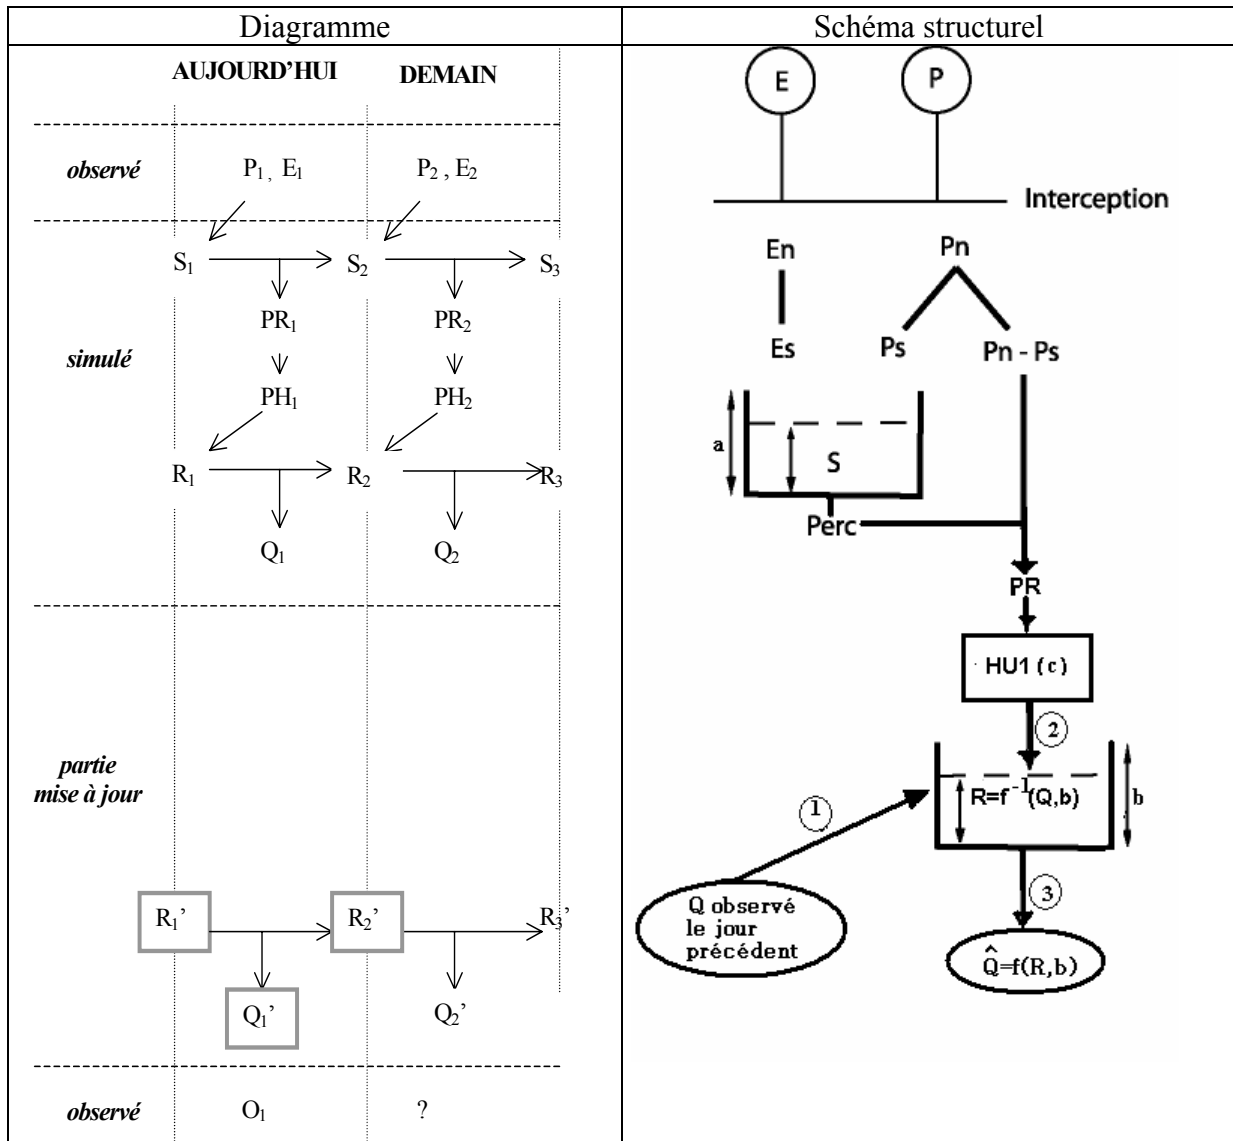 Diagramme
AUJOURD'HUI DEMAIN
observé P₁, E₁ P₂, E₂
S₁ S₂ S₃
PR₁ PR₂
simulé
PH₁ PH₂
R₁ R₂ R₃
Q₁ Q₂
partie
mise à jour
R₁' R₂' R₃'
Q₁' Q₂'
observé O₁ ?
Schéma structurel
E P
Interception
En Pn
Es Ps Pn - Ps
a
S
Perc
PR
HU1 (c)
2
R=f⁻¹(Q,b) b
1
3
Q observé
le jour
précédent
Q̂=f(R,b)